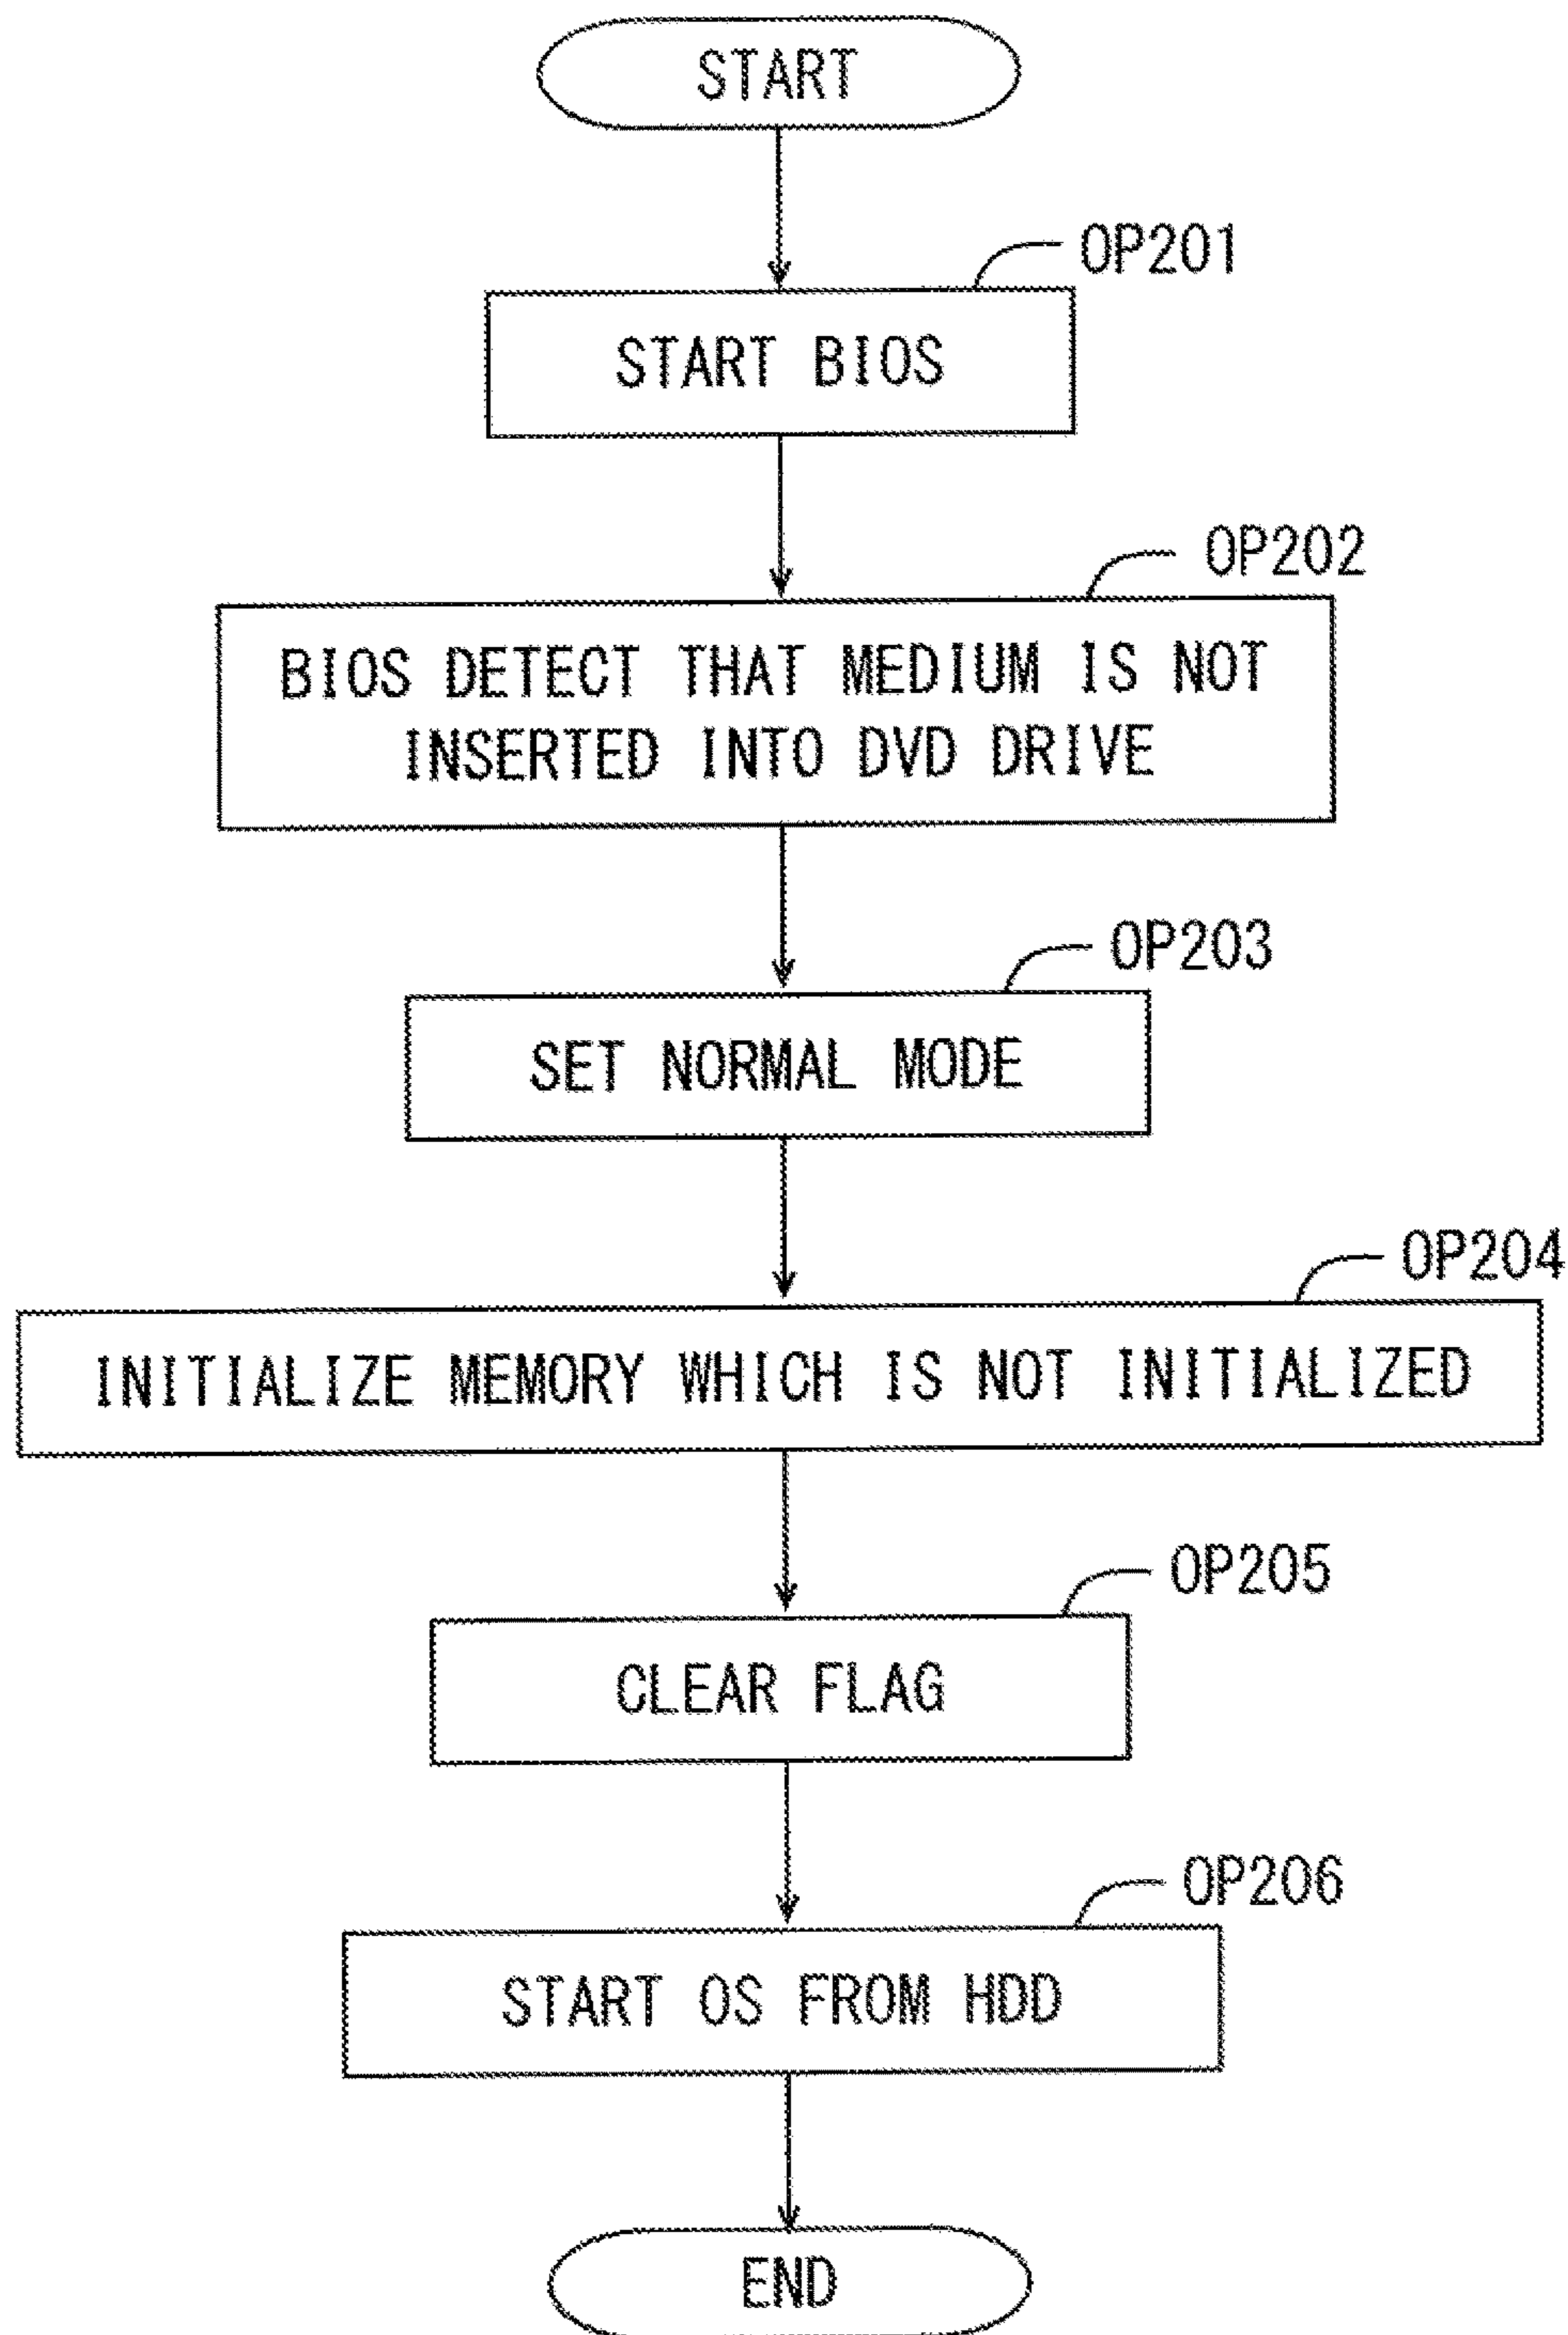 START
OP201
START BIOS
OP202
BIOS DETECT THAT MEDIUM IS NOT
INSERTED INTO DVD DRIVE
OP203
SET NORMAL MODE
OP204
INITIALIZE MEMORY WHICH IS NOT INITIALIZED
OP205
CLEAR FLAG
OP206
START OS FROM HDD
END